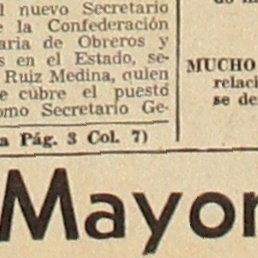 l nuevo Secretario
e la Confederación
aria de Obreros y
s en el Estado, se-
Ruiz Medina, quien
e cubre el puesto
omo Secretario Ge-
a Pág. 3 Col. 7)
MUCHO
relaci
se de
Mayor